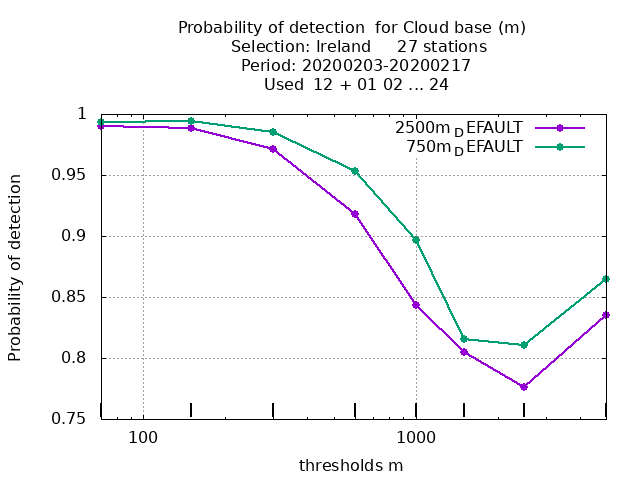 Probability of detection  for Cloud base (m)
Selection: Ireland     27 stations
Period: 20200203-20200217
Used  12 + 01 02 ... 24
2500m_DEFAULT
750m_DEFAULT
1
0.95
0.9
0.85
0.8
0.75
Probability of detection
100
1000
thresholds m